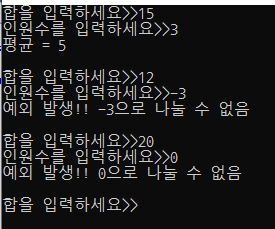 합을 입력하세요>>15
인원수를 입력하세요>>3
평균 = 5
합을 입력하세요>>12
인원수를 입력하세요>>-3
예외 발생!! -3으로 나눌 수 없음
합을 입력하세요>>20
인원수를 입력하세요>>0
예외 발생!! 0으로 나눌 수 없음
합을 입력하세요>>